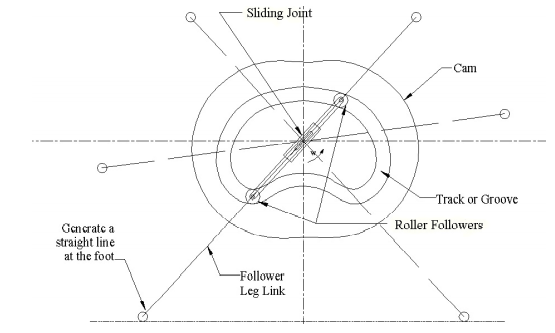 Sliding Joint
Cam
w
Track or Groove
Roller Followers
Generate a
straight line
at the foot
Follower
Leg Link